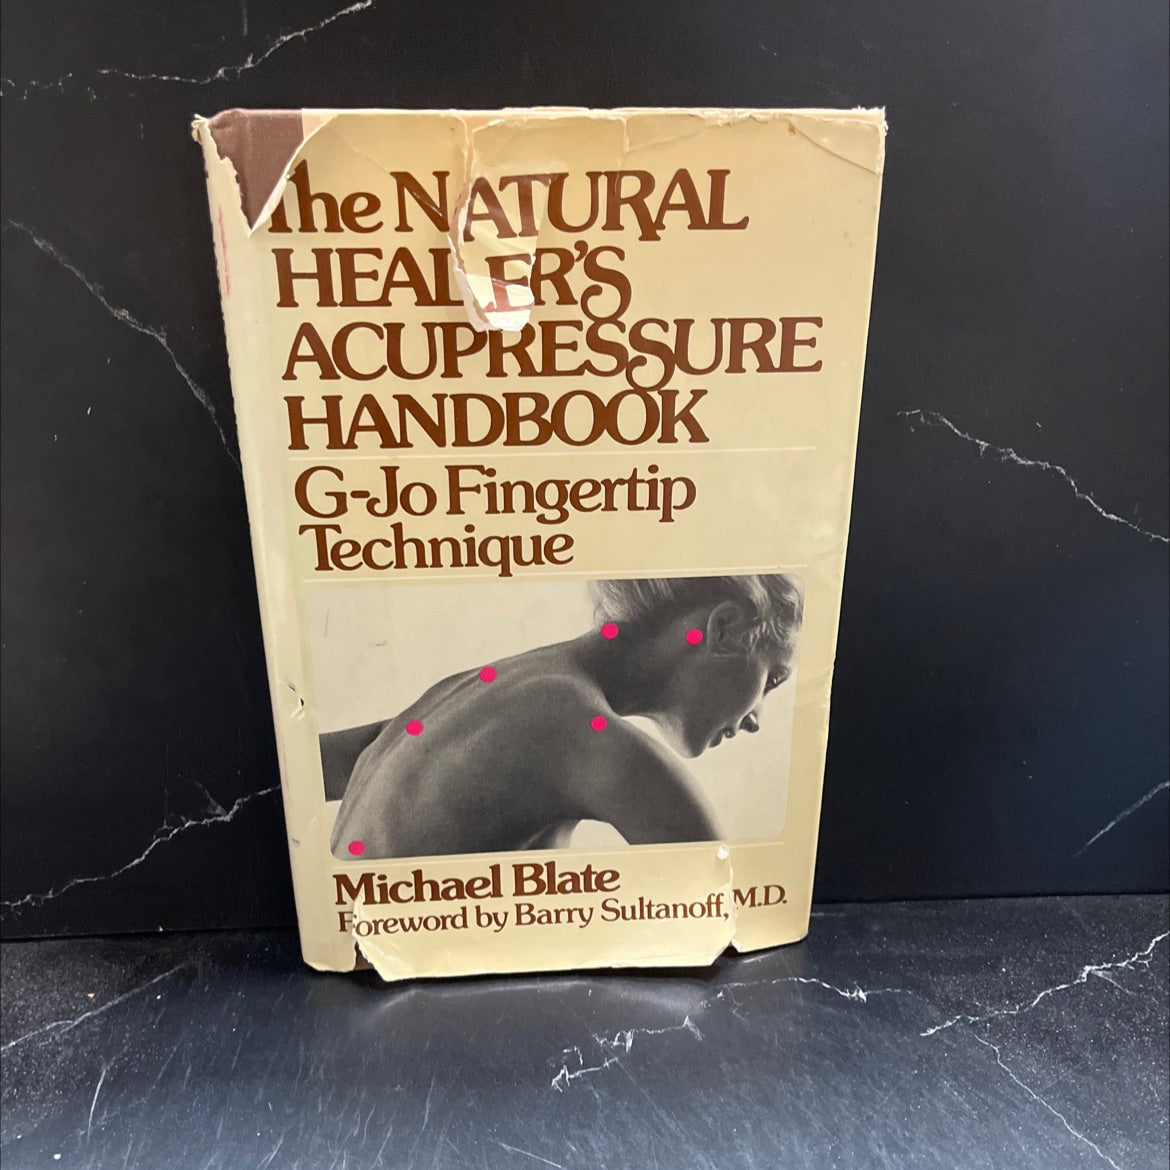 The NATURAL
HEALER'S
ACUPRESSURE
HANDBOOK
G-Jo Fingertip
Technique
Michael Blate
Foreword by Barry Sultanoff, M.D.